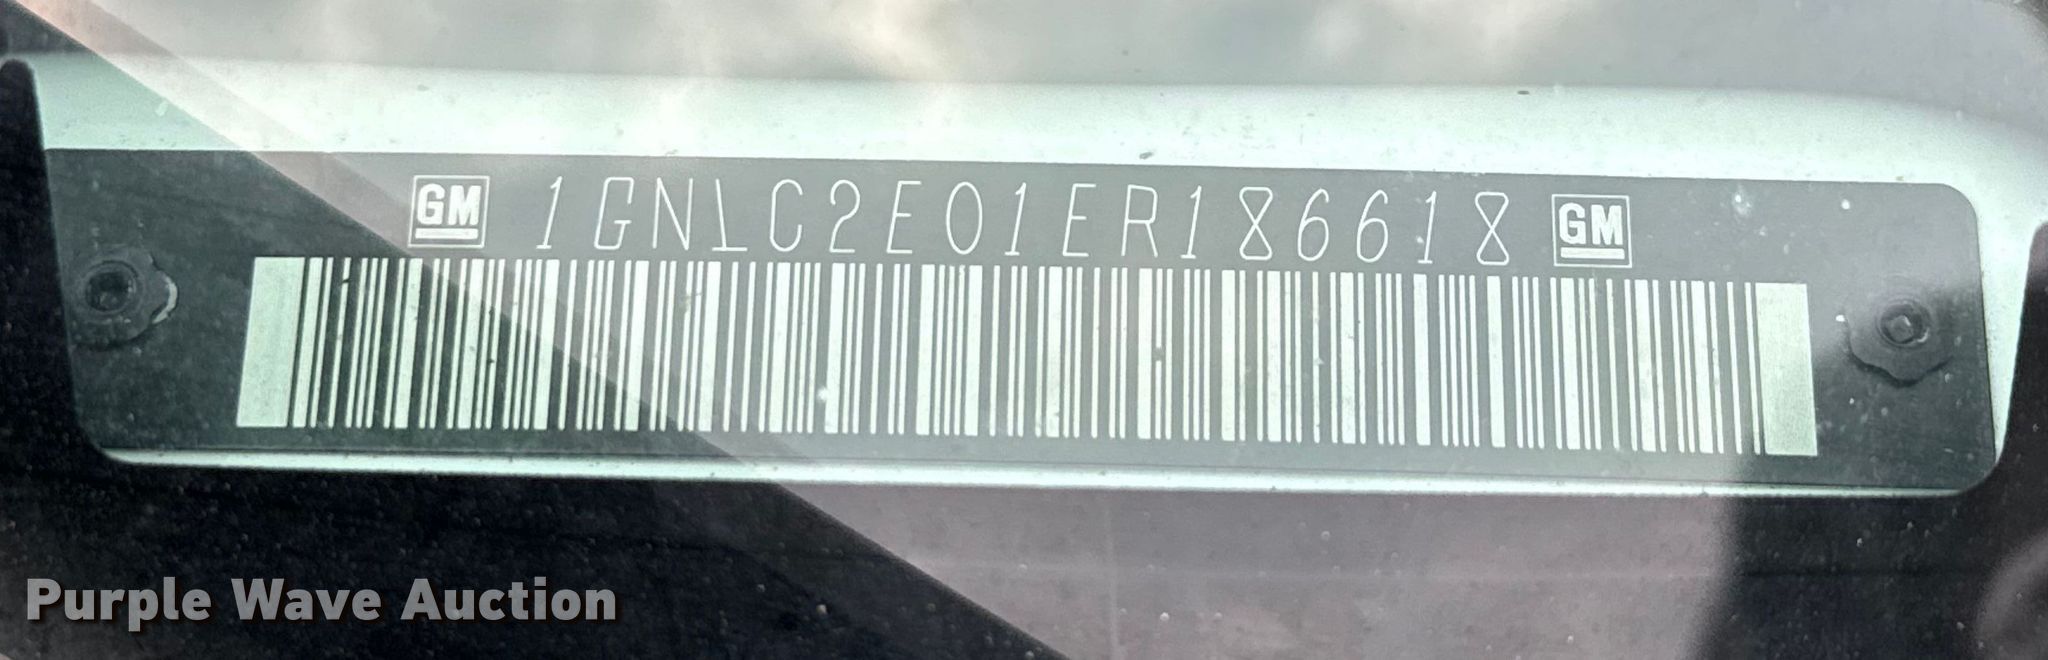 GM 1GNLC2E01ER186618 GM
Purple Wave Auction